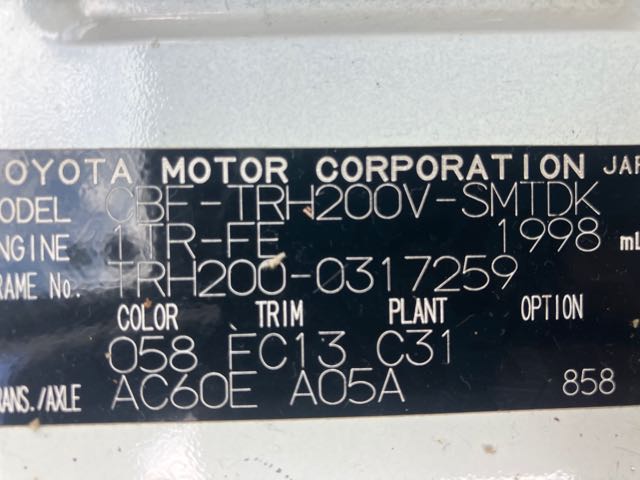 TOYOTA MOTOR CORPORATION JAPAN
MODEL CBF-TRH200V-SMTDK
ENGINE 1TR-FE 1998 mL
FRAME No. TRH200-0317259
COLOR TRIM PLANT OPTION
058 FC13 C31
TRANS./AXLE AC60E A05A 858